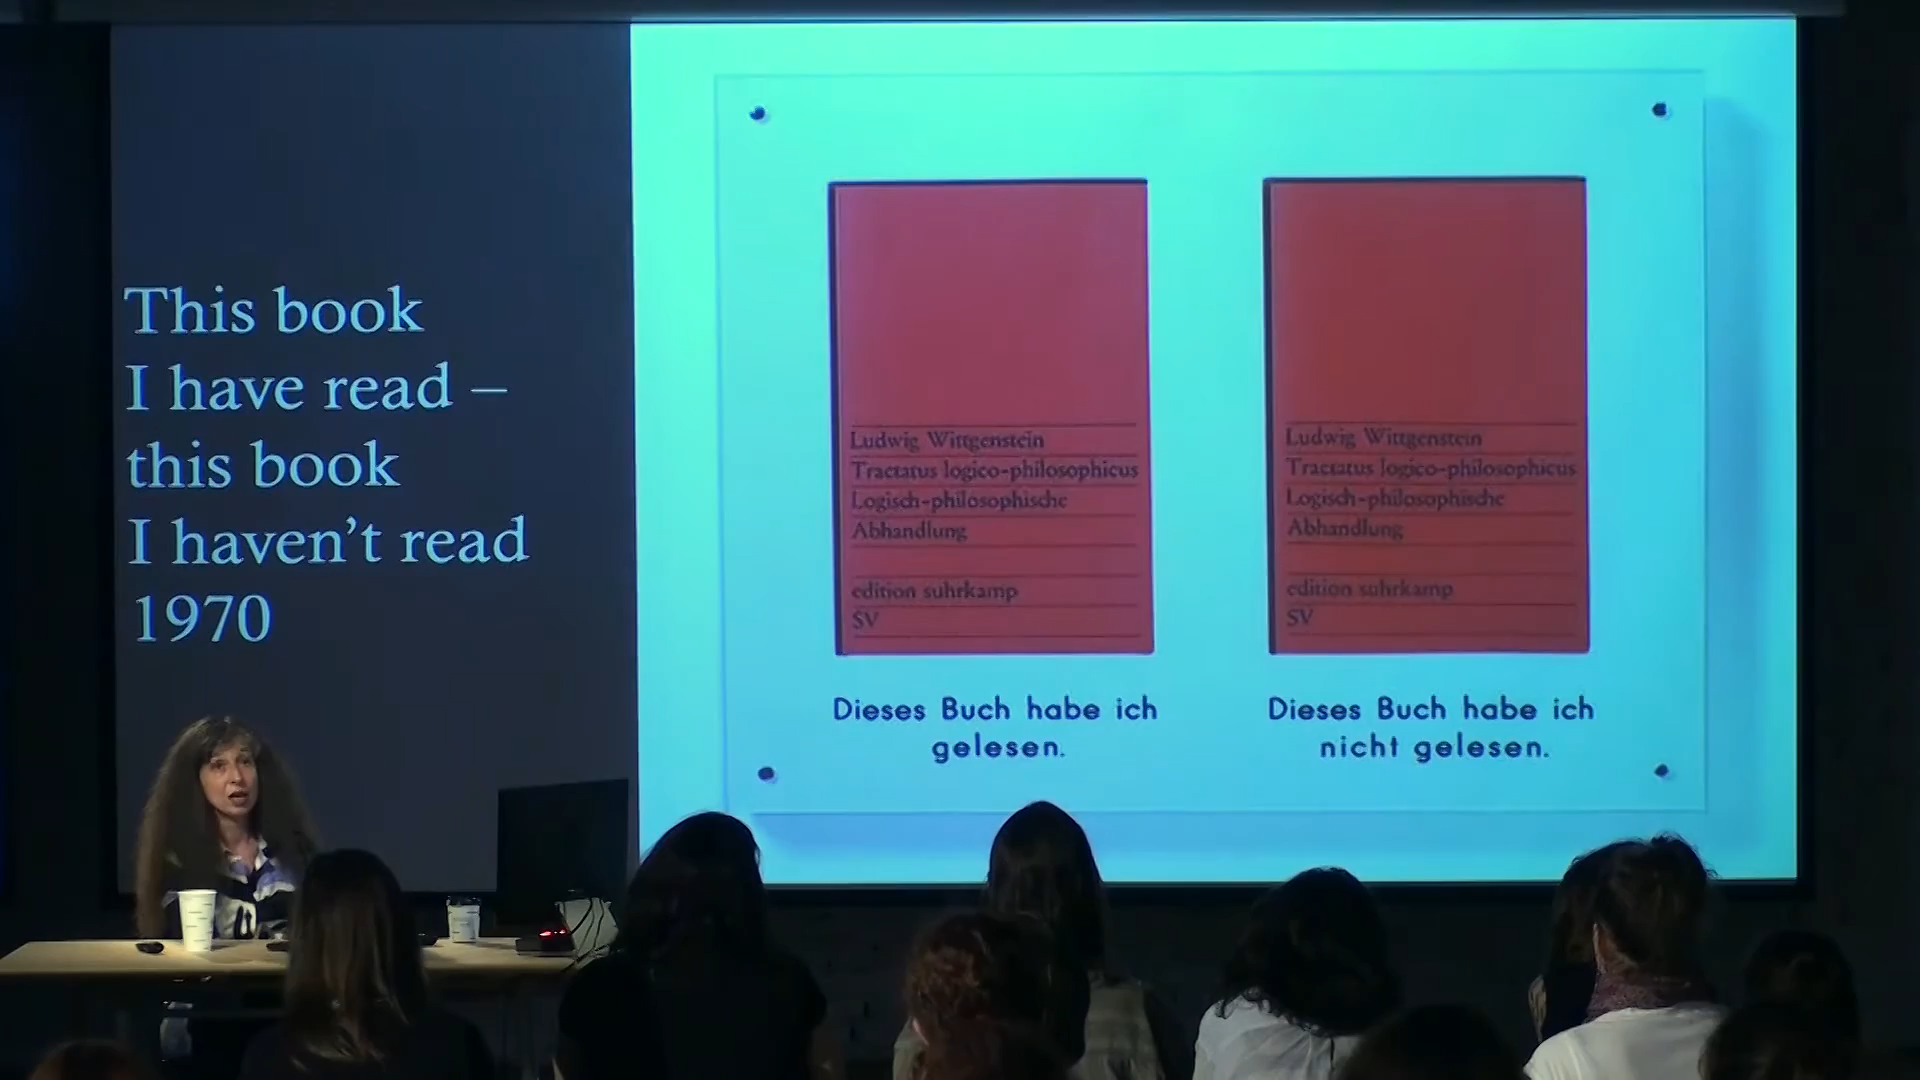 This book
I have read –
this book
I haven't read
1970
Ludwig Wittgenstein
Tractatus logico-philosophicus
Logisch-philosophische
Abhandlung
edition suhrkamp
SV
Dieses Buch habe ich
gelesen.
Ludwig Wittgenstein
Tractatus logico-philosophicus
Logisch-philosophische
Abhandlung
edition suhrkamp
SV
Dieses Buch habe ich
nicht gelesen.